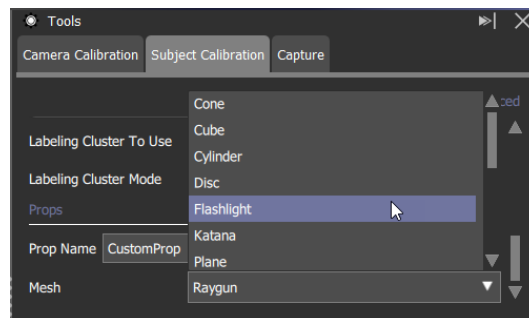 Tools
Camera Calibration Subject Calibration Capture
Cone
Cube
Labeling Cluster To Use
Cylinder
Labeling Cluster Mode
Disc
Props
Flashlight
Katana
Prop Name CustomProp
Plane
Mesh Raygun